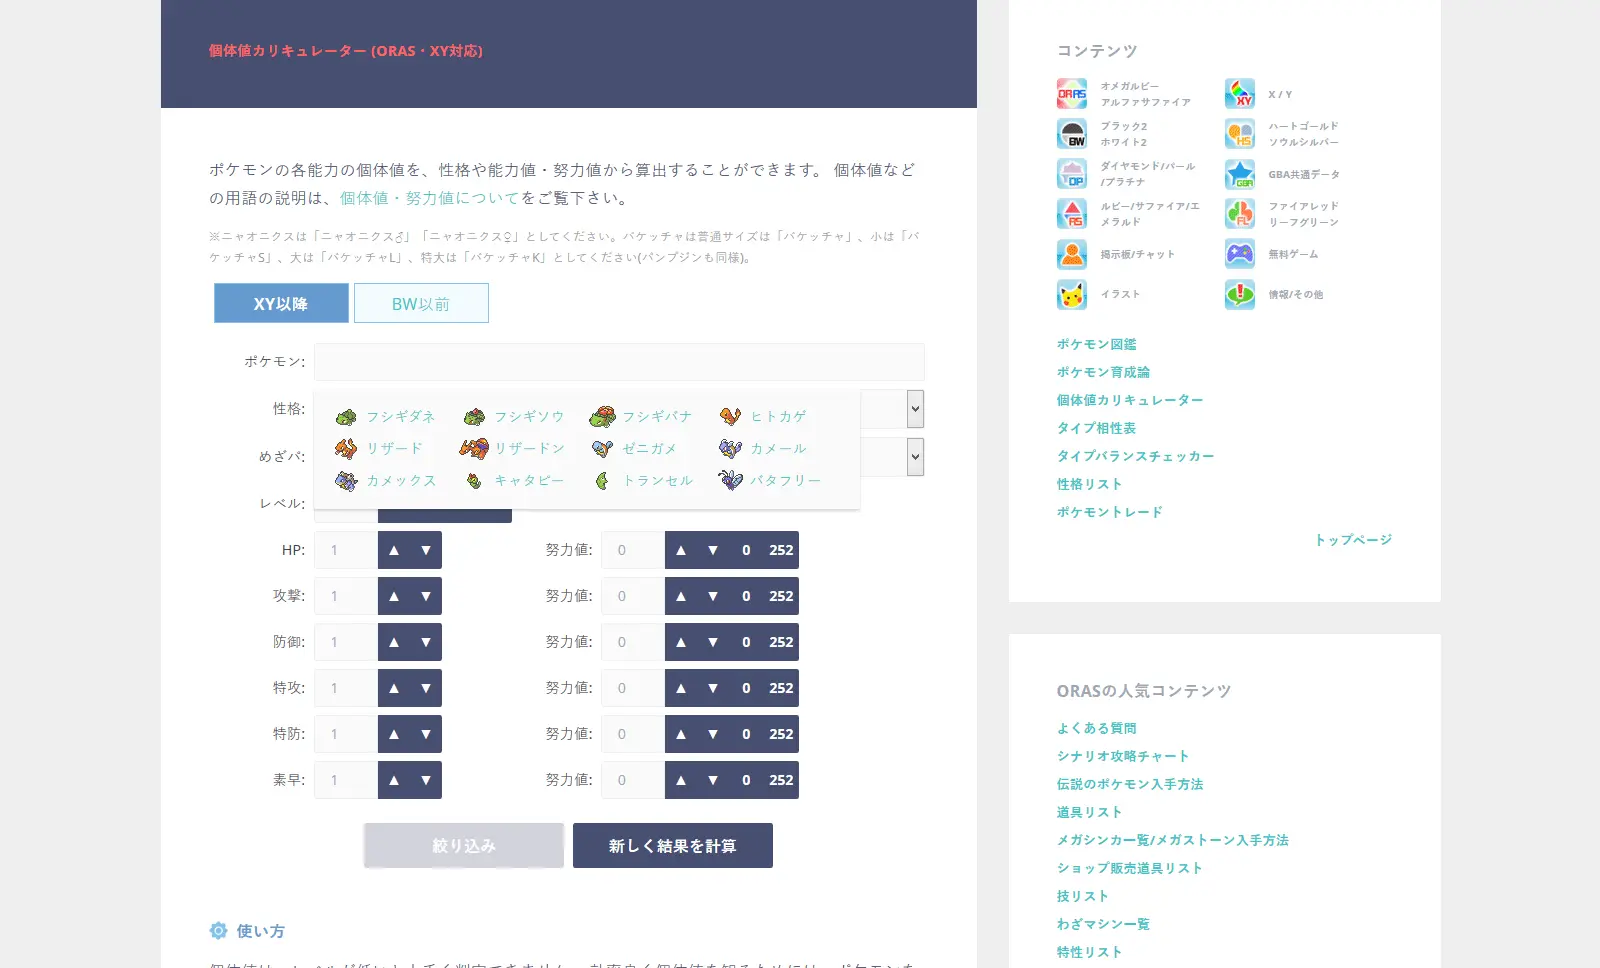 個体値カリキュレーター (ORAS・XY対応)
ポケモンの各能力の個体値を、性格や能力値・努力値から算出することができます。 個体値など
の用語の説明は、個体値・努力値についてをご覧下さい。
※ニャオニクスは「ニャオニクス♂」「ニャオニクス♀」としてください。バケッチャは普通サイズは「バケッチャ」、小は「バ
ケッチャS」、大は「バケッチャL」、特大は「バケッチャK」としてください(パンプジンも同様)。
XY以降 BW以前
ポケモン:
性格:
めざパ:
レベル:
フシギダネ フシギソウ フシギバナ ヒトカゲ
リザード リザードン ゼニガメ カメール
カメックス キャタピー トランセル バタフリー
HP: 1 ▲ ▼ 努力値: 0 ▲ ▼ 0 252
攻撃: 1 ▲ ▼ 努力値: 0 ▲ ▼ 0 252
防御: 1 ▲ ▼ 努力値: 0 ▲ ▼ 0 252
特攻: 1 ▲ ▼ 努力値: 0 ▲ ▼ 0 252
特防: 1 ▲ ▼ 努力値: 0 ▲ ▼ 0 252
素早: 1 ▲ ▼ 努力値: 0 ▲ ▼ 0 252
絞り込み 新しく結果を計算
使い方
コンテンツ
ORAS オメガルビー
アルファサファイア
XY X / Y
BW ブラック2
ホワイト2
HS ハートゴールド
ソウルシルバー
DP ダイヤモンド/パール
/プラチナ
GBA GBA共通データ
RS ルビー/サファイア/エ
メラルド
FL ファイアレッド
リーフグリーン
掲示板/チャット
無料ゲーム
イラスト
情報/その他
ポケモン図鑑
ポケモン育成論
個体値カリキュレーター
タイプ相性表
タイプバランスチェッカー
性格リスト
ポケモントレード
トップページ
ORASの人気コンテンツ
よくある質問
シナリオ攻略チャート
伝説のポケモン入手方法
道具リスト
メガシンカ一覧/メガストーン入手方法
ショップ販売道具リスト
技リスト
わざマシン一覧
特性リスト